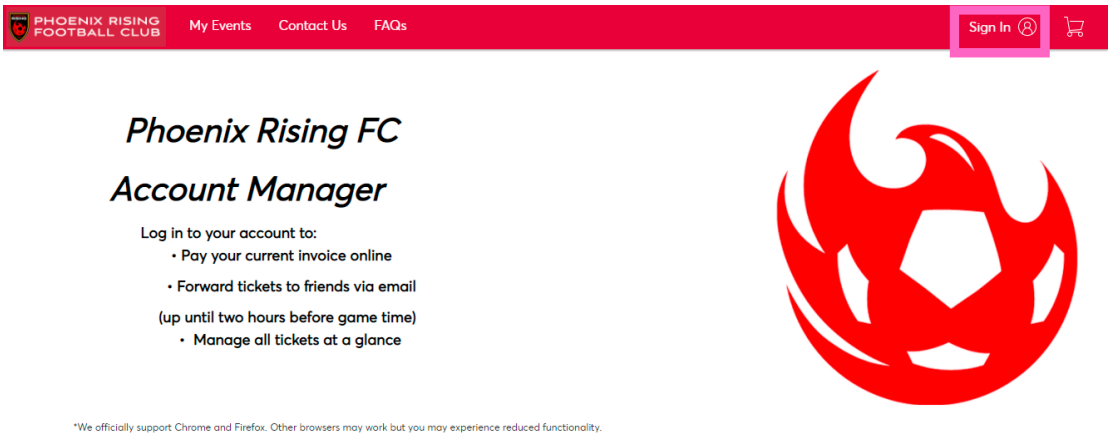 PHOENIX RISING
FOOTBALL CLUB
My Events
Contact Us
FAQs
Sign In
Phoenix Rising FC
Account Manager
Log in to your account to:
• Pay your current invoice online
• Forward tickets to friends via email
(up until two hours before game time)
• Manage all tickets at a glance
*We officially support Chrome and Firefox. Other browsers may work but you may experience reduced functionality.